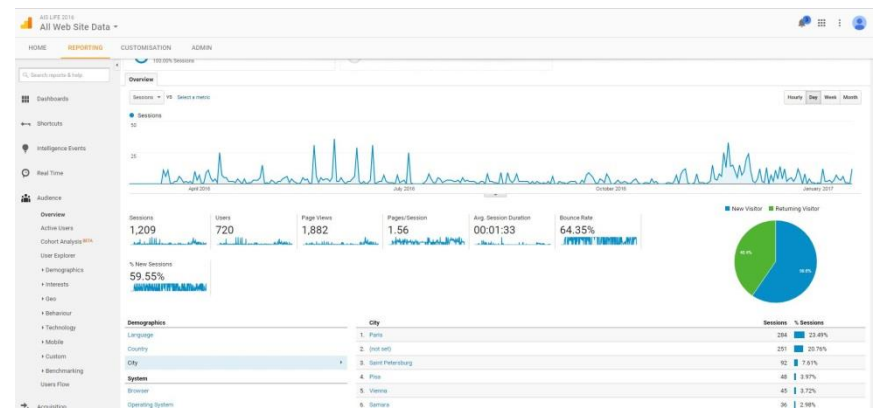 AIS LIFE 2016
All Web Site Data
HOME REPORTING CUSTOMISATION ADMIN
Search reports & help
Dashboards
Shortcuts
Intelligence Events
Real Time
Audience
Overview
Active Users
Cohort Analysis BETA
User Explorer
Demographics
Interests
Geo
Behaviour
Technology
Mobile
Custom
Benchmarking
Users Flow
Acquisition
100.00% Sessions
Overview
Sessions VS Select a metric
Hourly Day Week Month
Sessions
50
25
April 2016 July 2016 October 2016 January 2017
Sessions
1,209
Users
720
Page Views
1,882
Pages/Session
1.56
Avg. Session Duration
00:01:33
Bounce Rate
64.35%
% New Sessions
59.55%
New Visitor Returning Visitor
Demographics
Language
Country
City
System
Browser
Operating System
City Sessions % Sessions
1. Paris 284 23.49%
2. (not set) 251 20.76%
3. Saint Petersburg 92 7.61%
4. Pisa 48 3.97%
5. Vienna 45 3.72%
6. Samara 36 2.98%